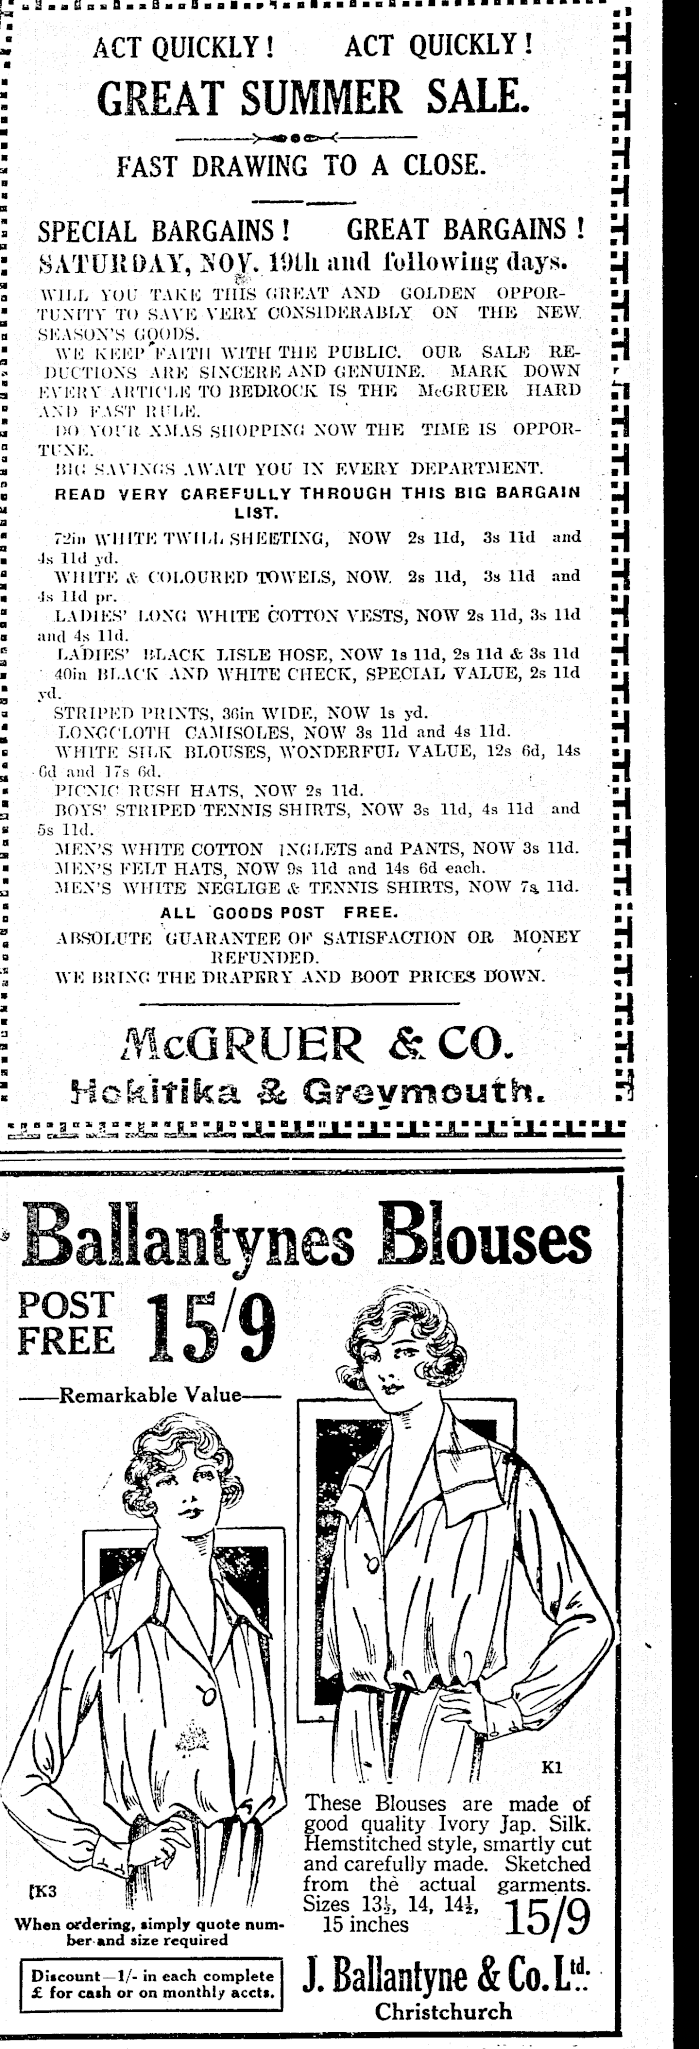 ACT QUICKLY! ACT QUICKLY!
GREAT SUMMER SALE.
FAST DRAWING TO A CLOSE.
SPECIAL BARGAINS! GREAT BARGAINS!
SATURDAY, NOV. 19th and following days.
WILL YOU TAKE THIS GREAT AND GOLDEN OPPOR-
TUNITY TO SAVE VERY CONSIDERABLY ON THE NEW
SEASON'S GOODS.
WE KEEP FAITH WITH THE PUBLIC. OUR SALE RE-
DUCTIONS ARE SINCERE AND GENUINE. MARK DOWN
EVERY ARTICLE TO BEDROCK IS THE McGRUER HARD
AND FAST RULE.
DO YOUR XMAS SHOPPING NOW THE TIME IS OPPOR-
TUNE.
BIG SAVINGS AWAIT YOU IN EVERY DEPARTMENT.
READ VERY CAREFULLY THROUGH THIS BIG BARGAIN
LIST.
72in WHITE TWILL SHEETING, NOW 2s 11d, 3s 11d and
4s 11d yd.
WHITE & COLOURED TOWELS, NOW. 2s 11d, 3s 11d and
4s 11d pr.
LADIES' LONG WHITE COTTON VESTS, NOW 2s 11d, 3s 11d
and 4s 11d.
LADIES' BLACK LISLE HOSE, NOW 1s 11d, 2s 11d & 3s 11d
40in BLACK AND WHITE CHECK, SPECIAL VALUE, 2s 11d
yd.
STRIPED PRINTS, 36in WIDE, NOW 1s yd.
LONGCLOTH CAMISOLES, NOW 3s 11d and 4s 11d.
WHITE SILK BLOUSES, WONDERFUL VALUE, 12s 6d, 14s
6d and 17s 6d.
PICNIC RUSH HATS, NOW 2s 11d.
BOYS' STRIPED TENNIS SHIRTS, NOW 3s 11d, 4s 11d and
5s 11d.
MEN'S WHITE COTTON INGLETS and PANTS, NOW 3s 11d.
MEN'S FELT HATS, NOW 9s 11d and 14s 6d each.
MEN'S WHITE NEGLIGE & TENNIS SHIRTS, NOW 7s 11d.
ALL GOODS POST FREE.
ABSOLUTE GUARANTEE OF SATISFACTION OR MONEY
REFUNDED.
WE BRING THE DRAPERY AND BOOT PRICES DOWN.
McGRUER & CO.
Hokitika & Greymouth.
Ballantynes Blouses
POST FREE 15/9
Remarkable Value
K1
These Blouses are made of
good quality Ivory Jap. Silk.
Hemstitched style, smartly cut
and carefully made. Sketched
from the actual garments.
Sizes 13½, 14, 14½,
15 inches 15/9
K3
When ordering, simply quote num-
ber and size required
Discount—1/- in each complete
£ for cash or on monthly accts.
J. Ballantyne & Co. Ltd.
Christchurch